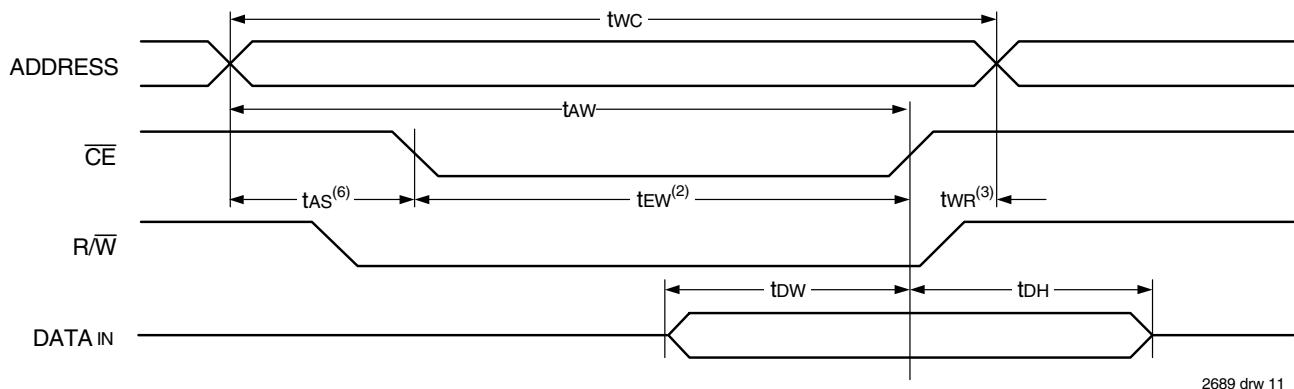 tWC
ADDRESS
tAW
CE
tAS(6) tEW(2) tWR(3)
R/W
tDW tDH
DATA IN
2689 drw 11